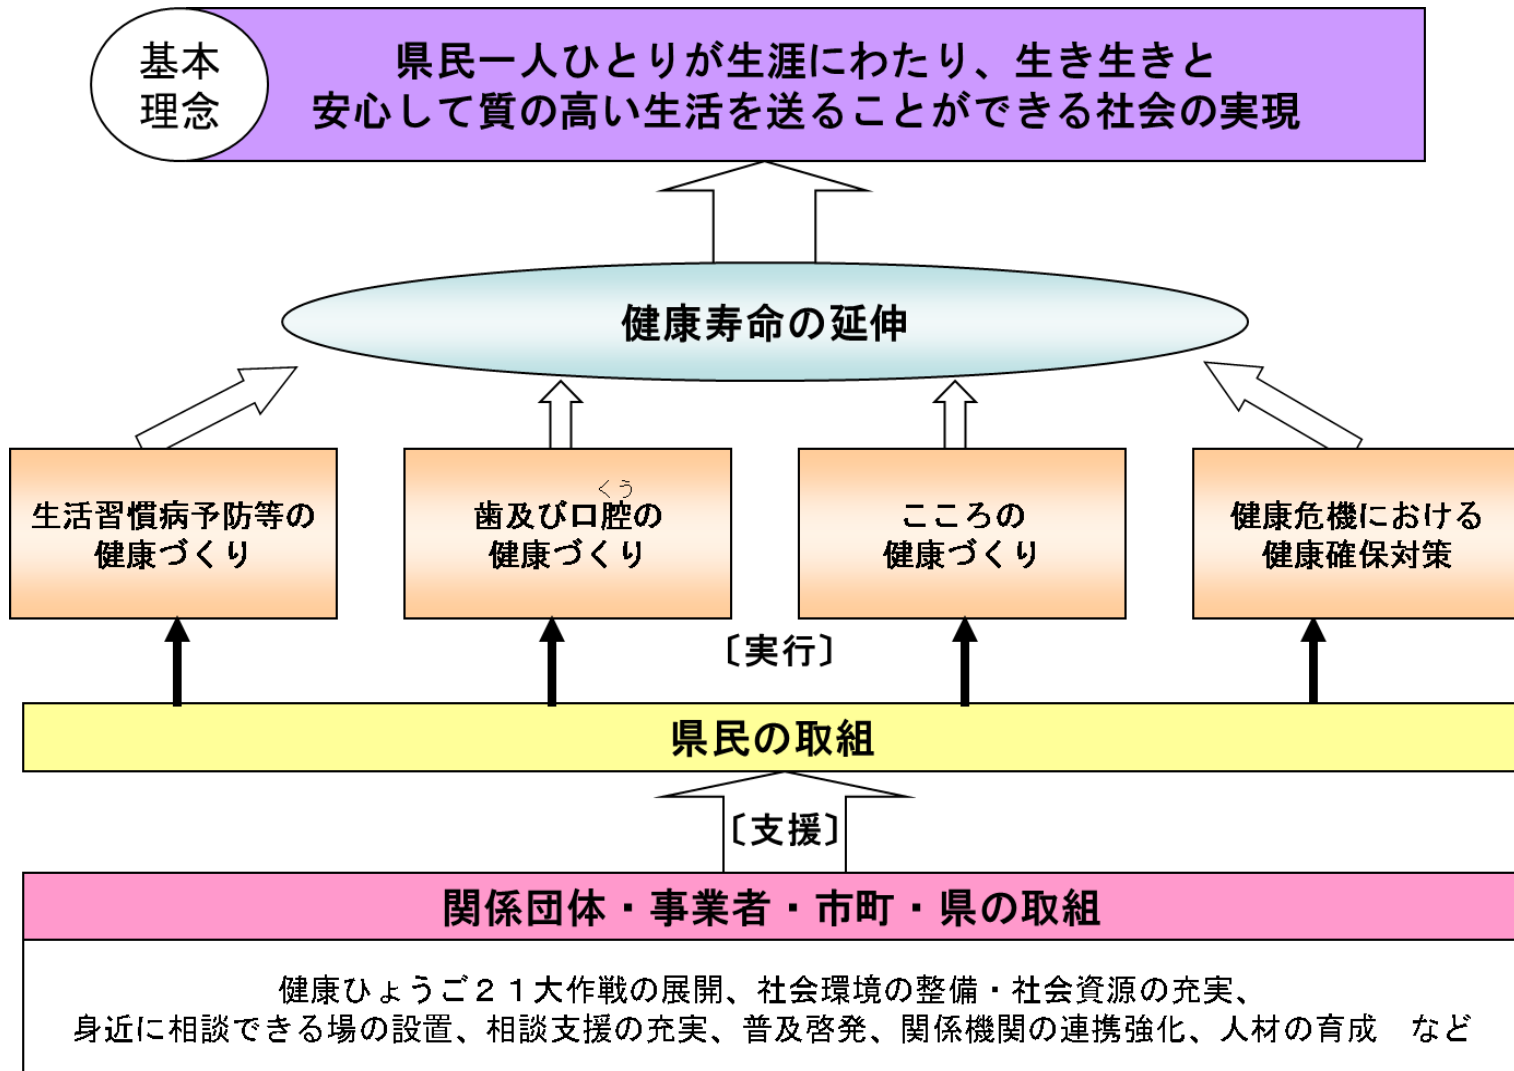 基本
理念
県民一人ひとりが生涯にわたり、生き生きと
安心して質の高い生活を送ることができる社会の実現
健康寿命の延伸
生活習慣病予防等の
健康づくり
くう
歯及び口腔の
健康づくり
こころの
健康づくり
健康危機における
健康確保対策
〔実行〕
県民の取組
〔支援〕
関係団体・事業者・市町・県の取組
健康ひょうご２１大作戦の展開、社会環境の整備・社会資源の充実、
身近に相談できる場の設置、相談支援の充実、普及啓発、関係機関の連携強化、人材の育成　など